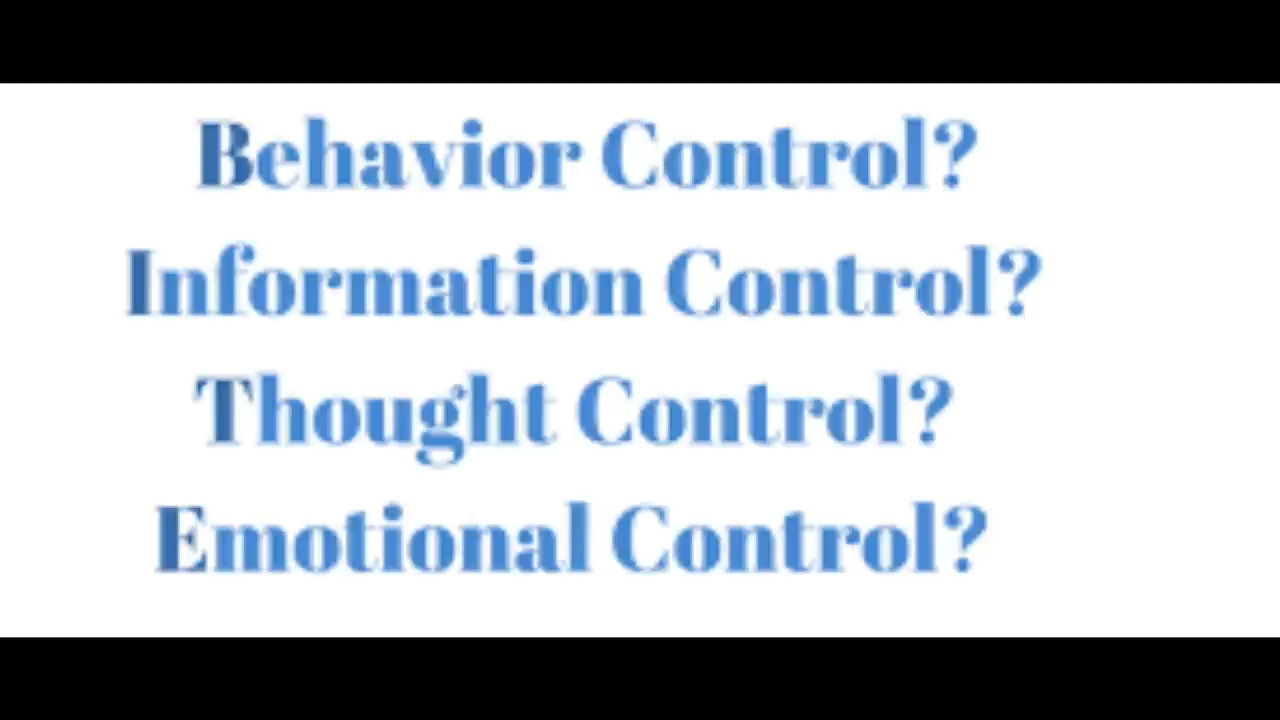 Behavior Control?
Information Control?
Thought Control?
Emotional Control?